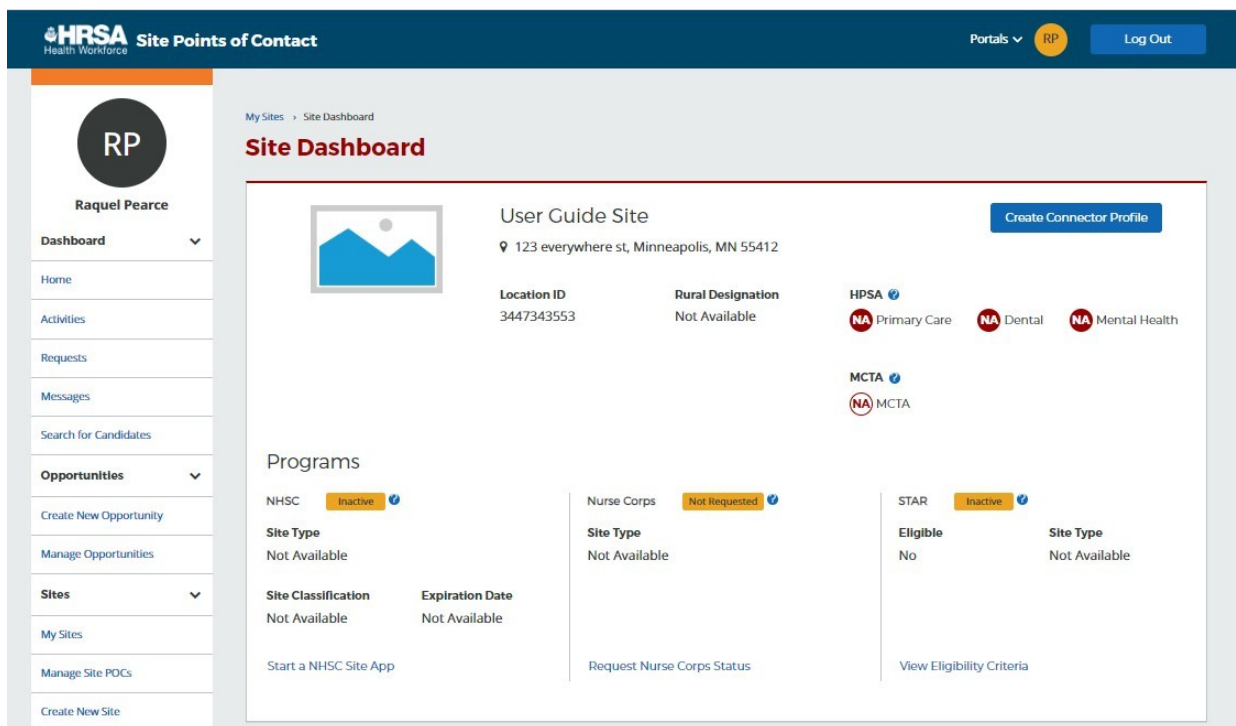 HRSA
Health Workforce
Site Points of Contact
Portals
RP
Log Out
RP
Raquel Pearce
Dashboard
Home
Activities
Requests
Messages
Search for Candidates
Opportunities
Create New Opportunity
Manage Opportunities
Sites
My Sites
Manage Site POCs
Create New Site
My Sites › Site Dashboard
Site Dashboard
User Guide Site
Create Connector Profile
123 everywhere st, Minneapolis, MN 55412
Location ID
3447343553
Rural Designation
Not Available
HPSA ?
NA Primary Care NA Dental NA Mental Health
MCTA ?
NA MCTA
Programs
NHSC Inactive ?
Site Type
Not Available
Site Classification Expiration Date
Not Available Not Available
Start a NHSC Site App
Nurse Corps Not Requested ?
Site Type
Not Available
Request Nurse Corps Status
STAR Inactive ?
Eligible Site Type
No Not Available
View Eligibility Criteria